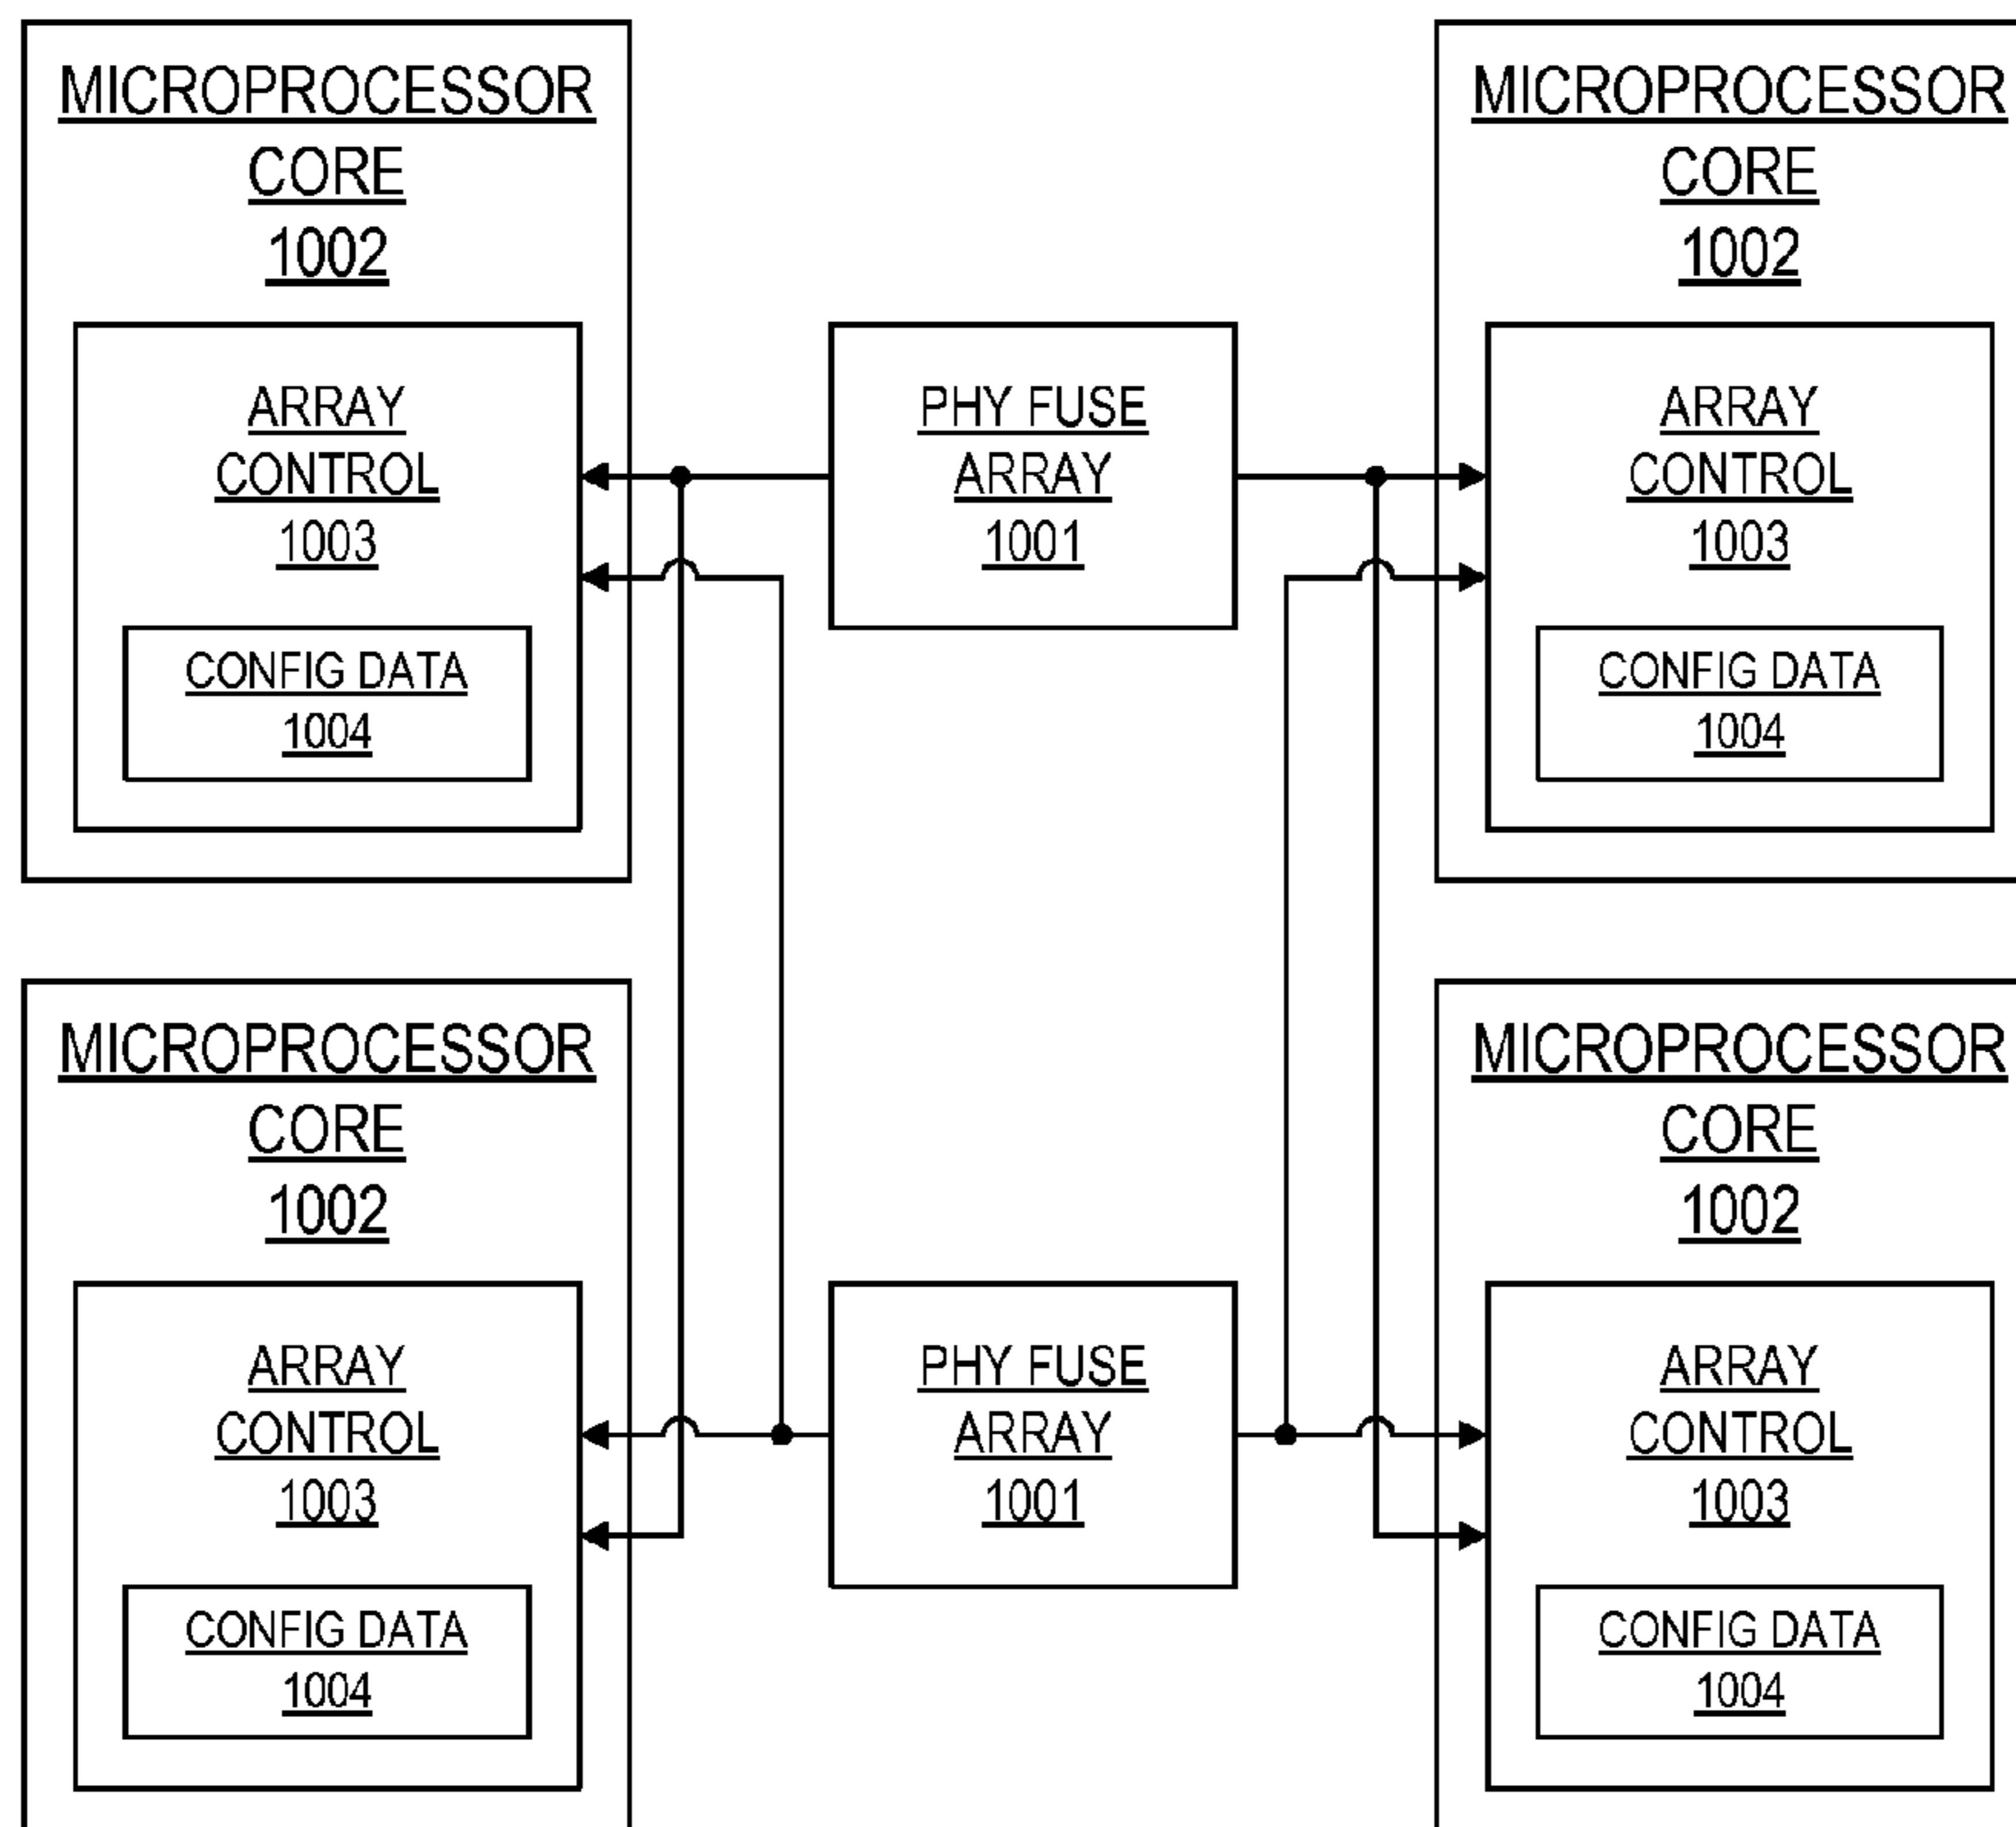 MICROPROCESSOR
CORE
1002
ARRAY
CONTROL
1003
CONFIG DATA
1004
PHY FUSE
ARRAY
1001
MICROPROCESSOR
CORE
1002
ARRAY
CONTROL
1003
CONFIG DATA
1004
MICROPROCESSOR
CORE
1002
ARRAY
CONTROL
1003
CONFIG DATA
1004
PHY FUSE
ARRAY
1001
MICROPROCESSOR
CORE
1002
ARRAY
CONTROL
1003
CONFIG DATA
1004